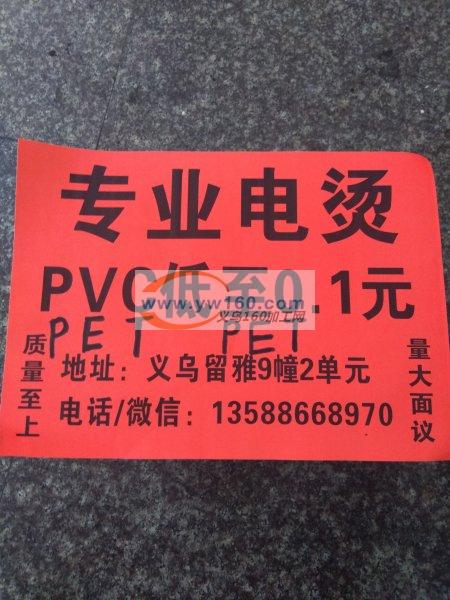 专业电烫
PVC低至0.1元
www.yw160.com
义乌160加工网
PET PET
质量至上
地址：义乌留雅9幢2单元
电话/微信：13588668970
量大面议